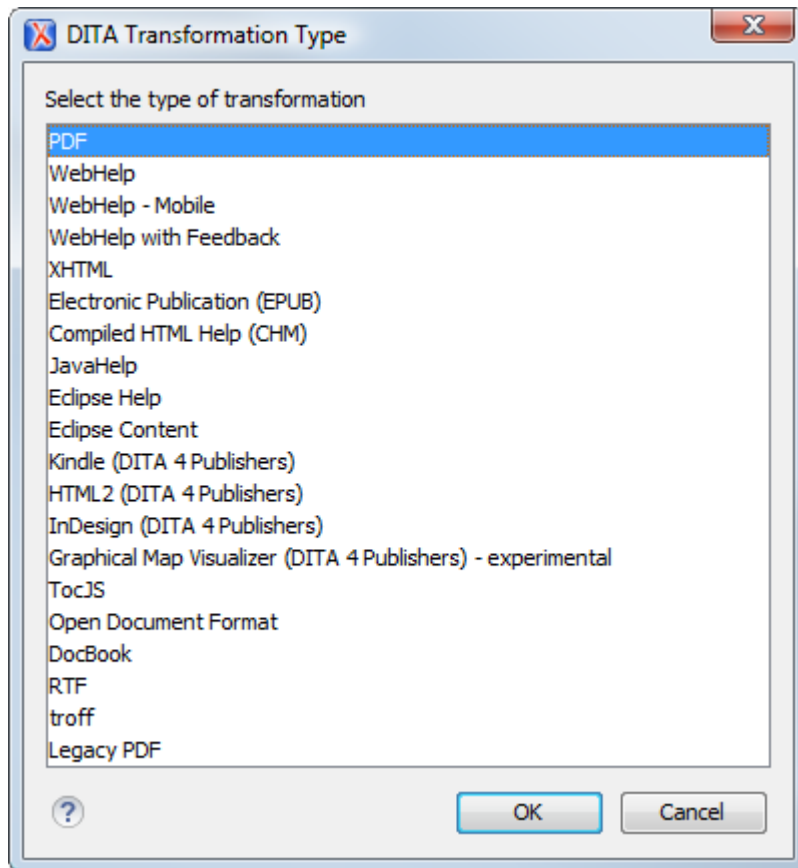 DITA Transformation Type
Select the type of transformation
PDF
WebHelp
WebHelp - Mobile
WebHelp with Feedback
XHTML
Electronic Publication (EPUB)
Compiled HTML Help (CHM)
JavaHelp
Eclipse Help
Eclipse Content
Kindle (DITA 4 Publishers)
HTML2 (DITA 4 Publishers)
InDesign (DITA 4 Publishers)
Graphical Map Visualizer (DITA 4 Publishers) - experimental
TocJS
Open Document Format
DocBook
RTF
troff
Legacy PDF
? OK Cancel